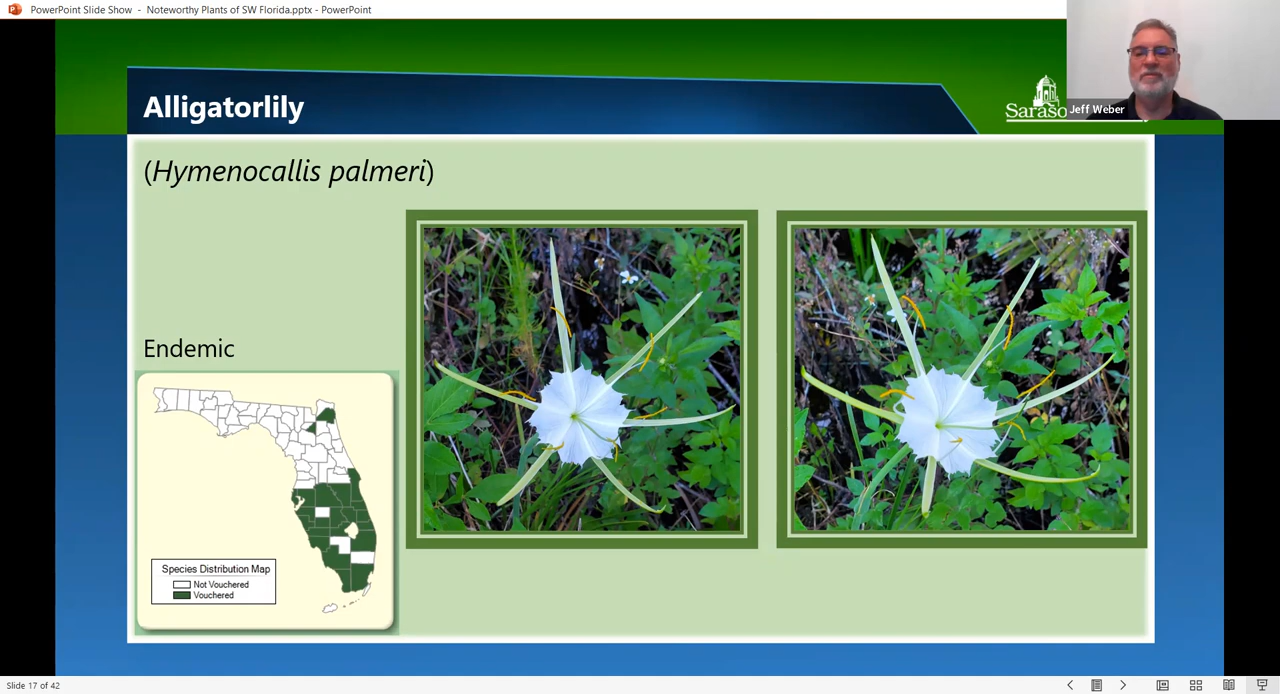 PowerPoint Slide Show - Noteworthy Plants of SW Florida.pptx - PowerPoint
Alligatorlily
Saraso
Jeff Weber
(Hymenocallis palmeri)
Endemic
Species Distribution Map
Not Vouchered
Vouchered
Slide 17 of 42